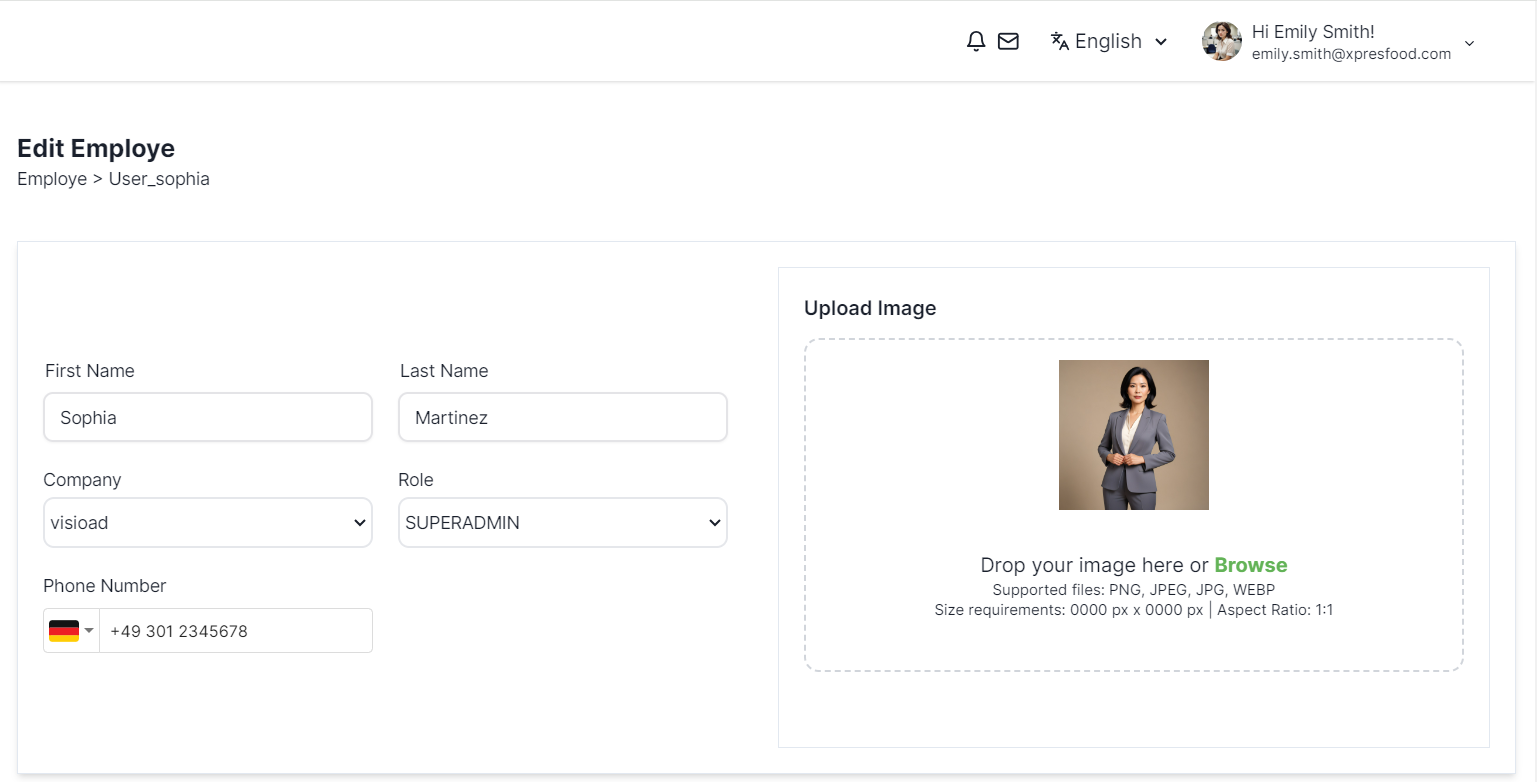 English
Hi Emily Smith!
emily.smith@xpresfood.com
Edit Employe
Employe > User_sophia
Upload Image
First Name
Last Name
Sophia
Martinez
Company
Role
visioad
SUPERADMIN
Phone Number
+49 301 2345678
Drop your image here or Browse
Supported files: PNG, JPEG, JPG, WEBP
Size requirements: 0000 px x 0000 px | Aspect Ratio: 1:1